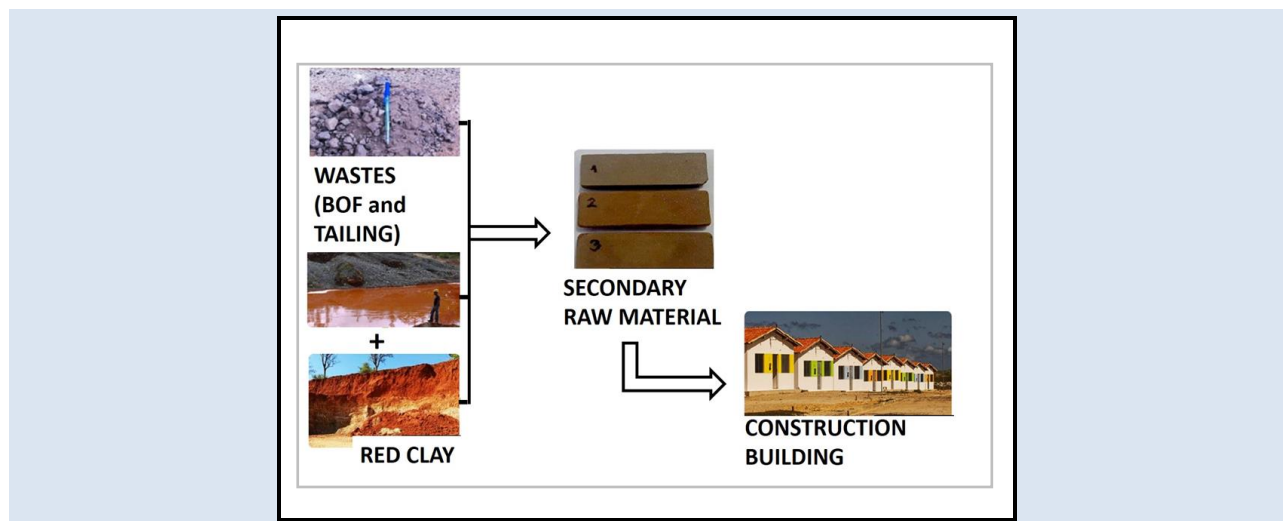 WASTES
(BOF and
TAILING)
+
RED CLAY
1
2
3
SECONDARY
RAW MATERIAL
CONSTRUCTION
BUILDING